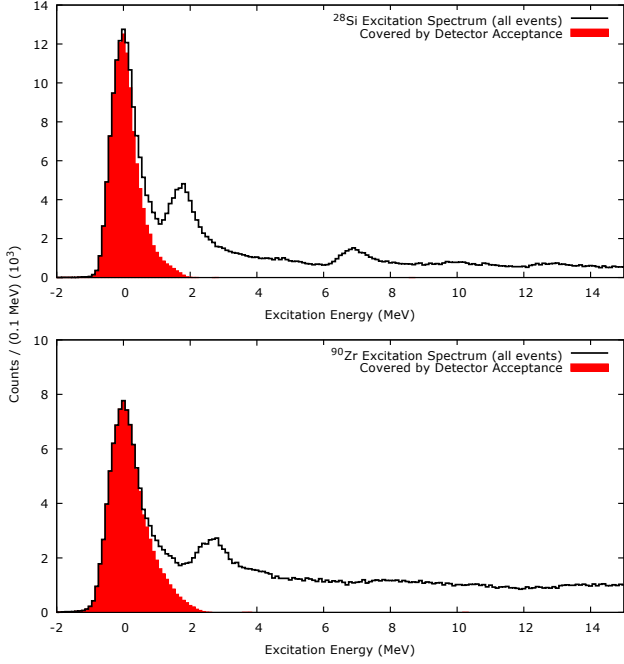 Counts / (0.1 MeV) (10³)
14
12
10
8
6
4
2
0
²⁸Si Excitation Spectrum (all events)
Covered by Detector Acceptance
-2 0 2 4 6 8 10 12 14
Excitation Energy (MeV)
10
8
6
4
2
0
⁹⁰Zr Excitation Spectrum (all events)
Covered by Detector Acceptance
-2 0 2 4 6 8 10 12 14
Excitation Energy (MeV)